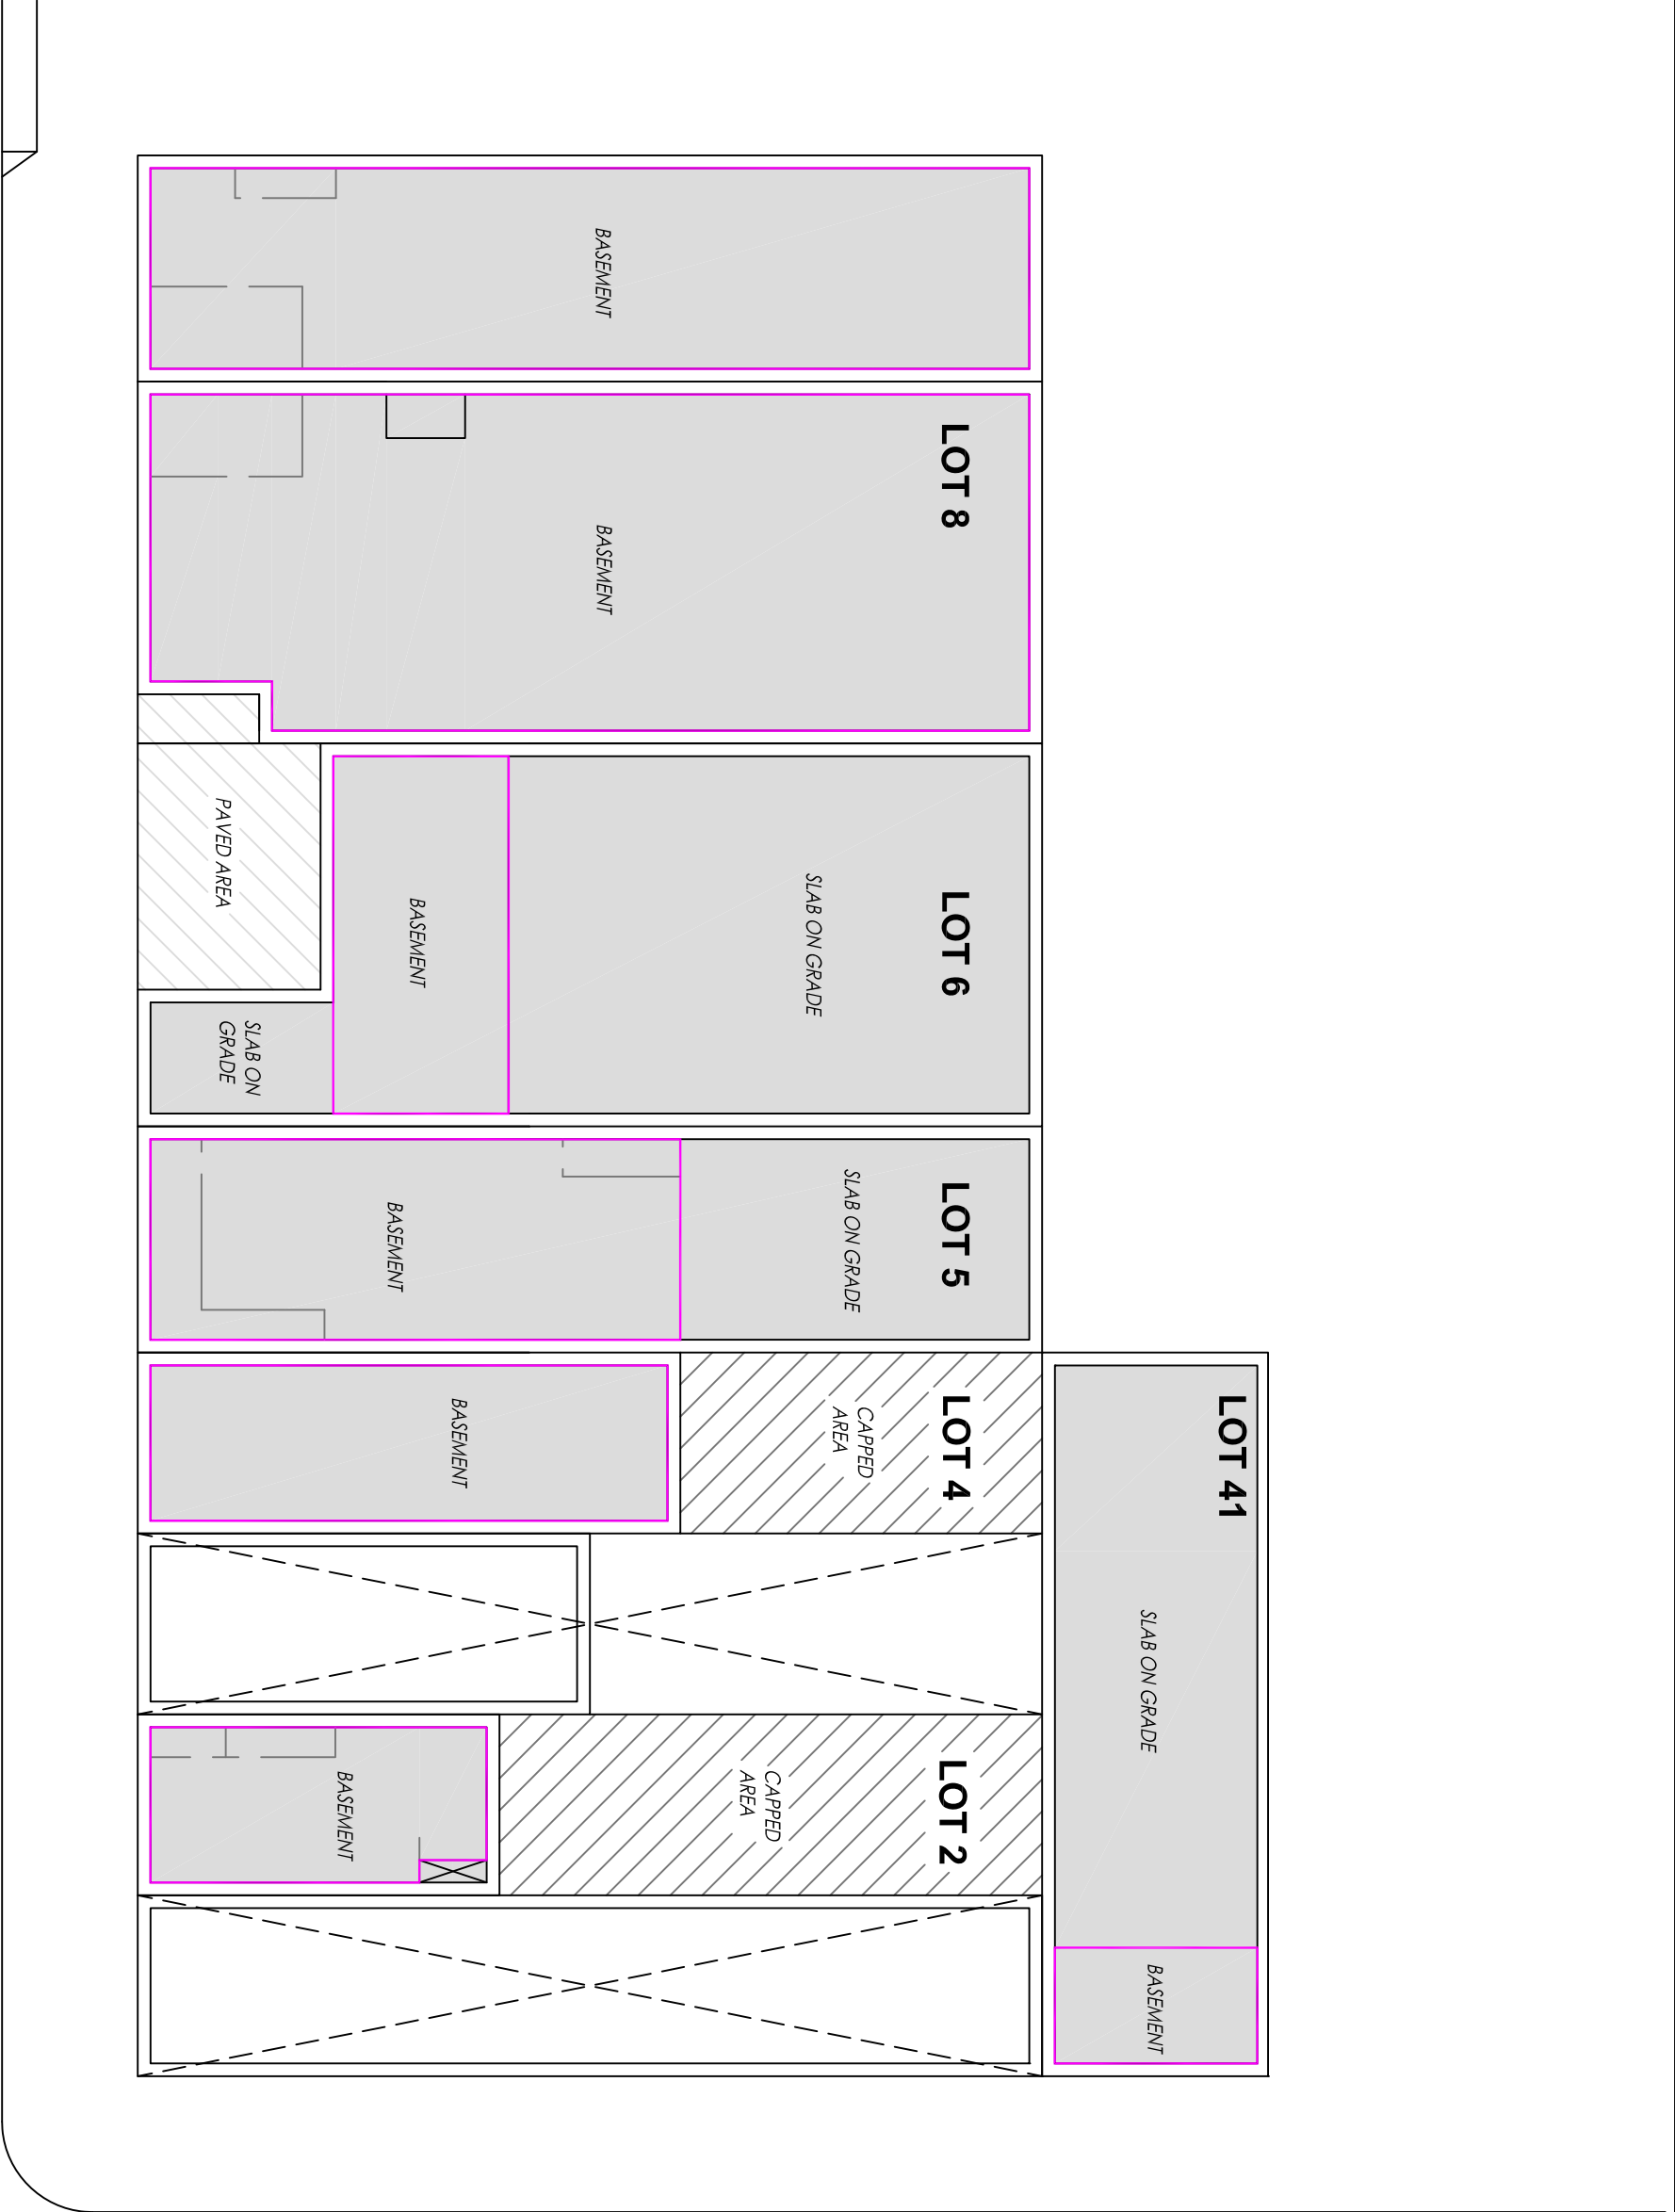 BASEMENT
LOT 8
BASEMENT
LOT 6
SLAB ON GRADE
BASEMENT
PAVED AREA
SLAB ON
GRADE
LOT 5
SLAB ON GRADE
BASEMENT
LOT 4
CAPPED
AREA
BASEMENT
LOT 41
SLAB ON GRADE
BASEMENT
LOT 2
CAPPED
AREA
BASEMENT